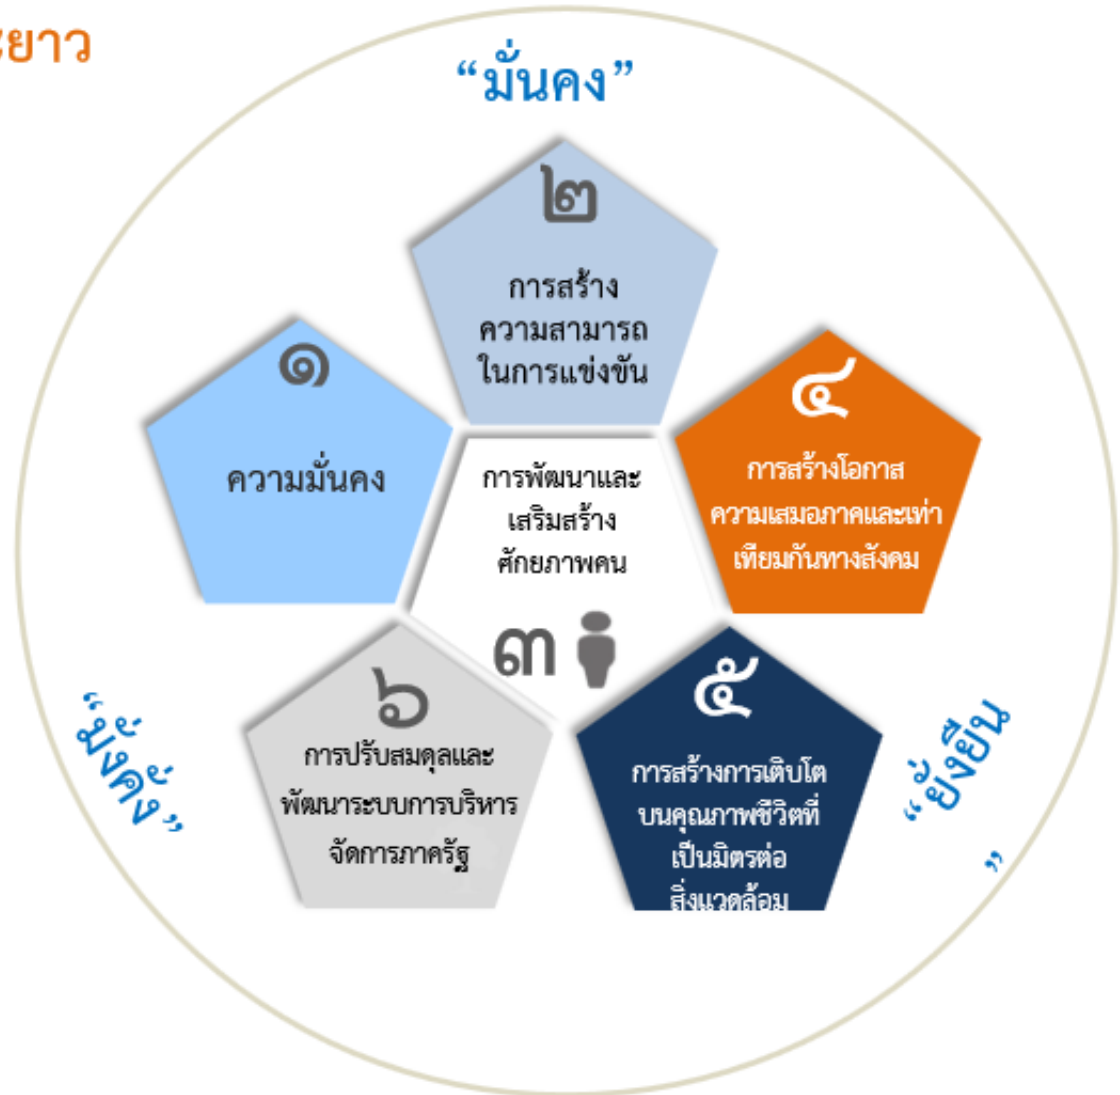 ะยาว
“มั่นคง”
๒
การสร้าง
ความสามารถ
ในการแข่งขัน
๑
ความมั่นคง
๔
การสร้างโอกาส
ความเสมอภาคและเท่า
เทียมกันทางสังคม
การพัฒนาและ
เสริมสร้าง
ศักยภาพคน
๓
๖
การปรับสมดุลและ
พัฒนาระบบการบริหาร
จัดการภาครัฐ
๕
การสร้างการเติบโต
บนคุณภาพชีวิตที่
เป็นมิตรต่อ
สิ่งแวดล้อม
“มั่งคั่ง”
“ยั่งยืน
”